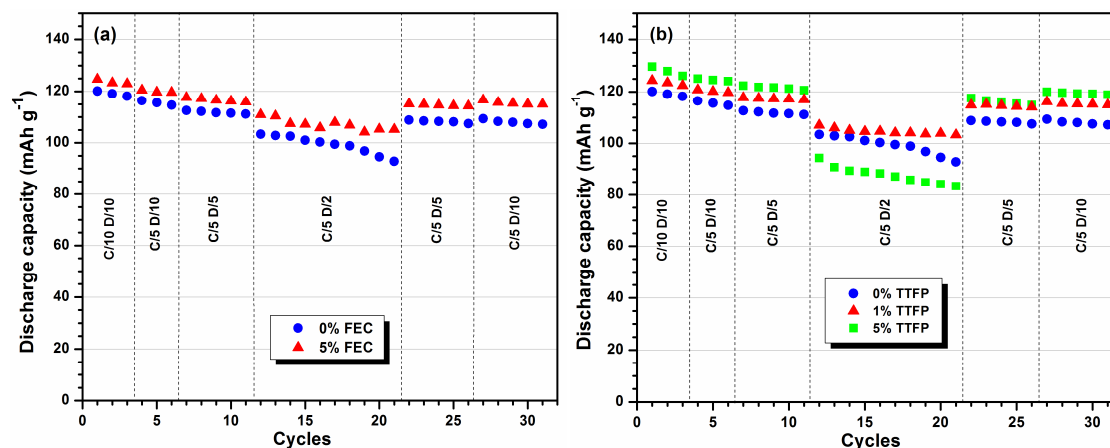 (a)
Discharge capacity (mAh g⁻¹)
140
120
100
80
60
40
20
0
C/10 D/10
C/5 D/10
C/5 D/5
C/5 D/2
C/5 D/5
C/5 D/10
0% FEC
5% FEC
0 5 10 15 20 25 30
Cycles
(b)
Discharge capacity (mAh g⁻¹)
140
120
100
80
60
40
20
0
C/10 D/10
C/5 D/10
C/5 D/5
C/5 D/2
C/5 D/5
C/5 D/10
0% TTFP
1% TTFP
5% TTFP
0 5 10 15 20 25 30
Cycles